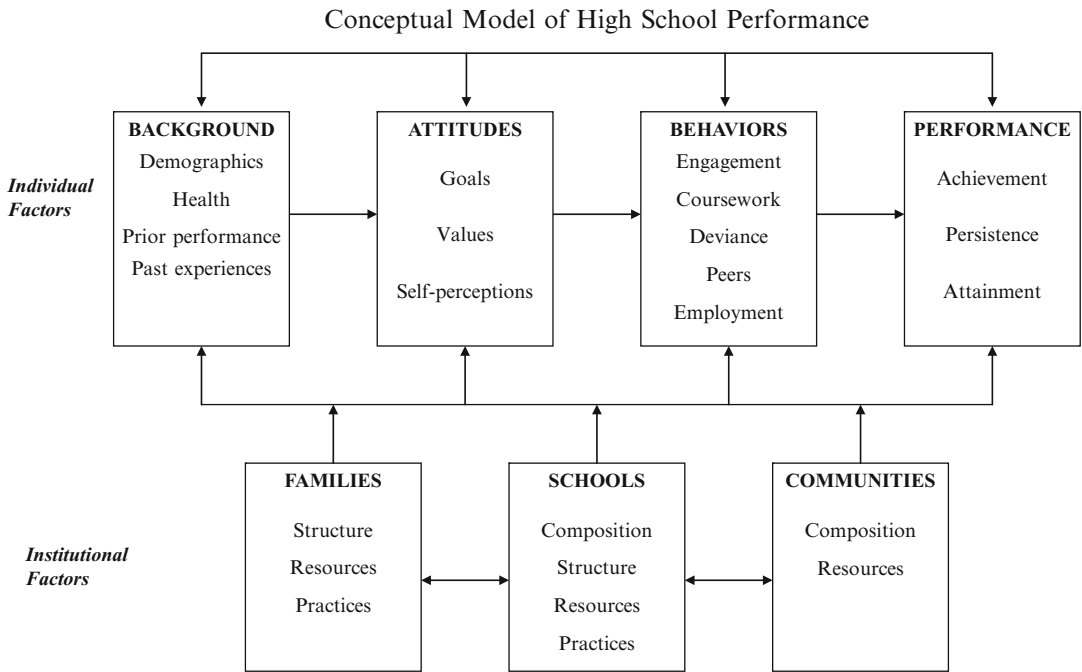 Conceptual Model of High School Performance
Individual
Factors
BACKGROUND
Demographics
Health
Prior performance
Past experiences
ATTITUDES
Goals
Values
Self-perceptions
BEHAVIORS
Engagement
Coursework
Deviance
Peers
Employment
PERFORMANCE
Achievement
Persistence
Attainment
Institutional
Factors
FAMILIES
Structure
Resources
Practices
SCHOOLS
Composition
Structure
Resources
Practices
COMMUNITIES
Composition
Resources